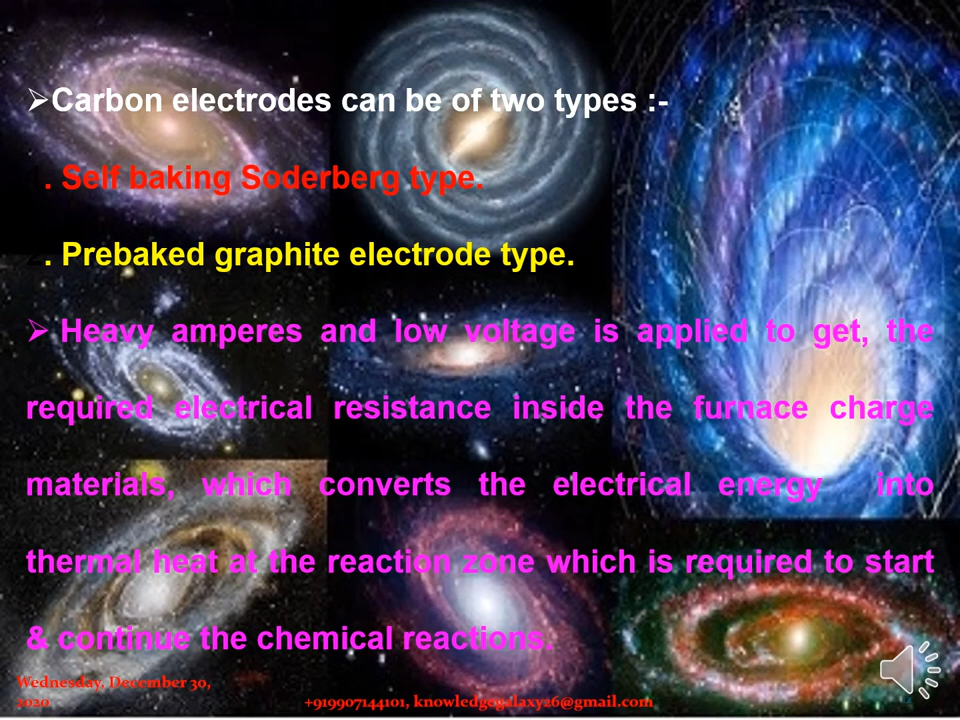 ➢Carbon electrodes can be of two types :-
. Self baking Soderberg type.
. Prebaked graphite electrode type.
➢ Heavy amperes and low voltage is applied to get, the
required electrical resistance inside the furnace charge
materials, which converts the electrical energy into
thermal heat at the reaction zone which is required to start
& continue the chemical reactions.
Wednesday, December 30,
2020
+919907144101, knowledgegalaxy26@gmail.com